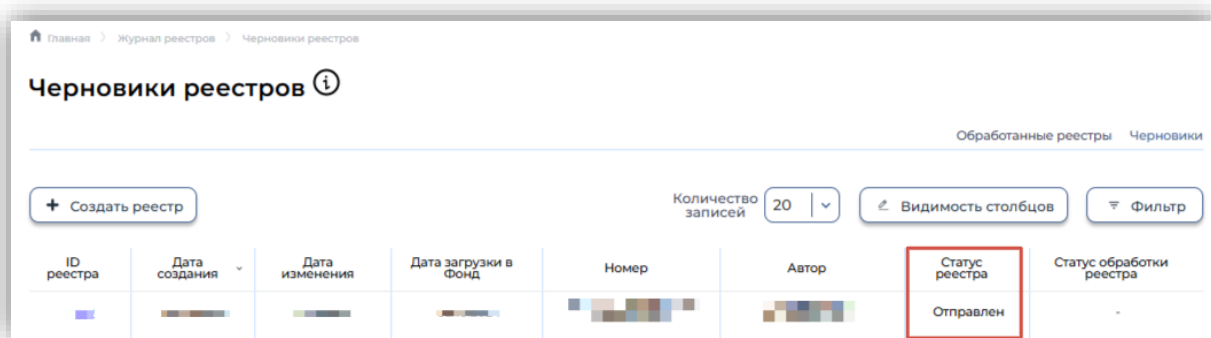 Главная > Журнал реестров > Черновики реестров
Черновики реестров
Обработанные реестры Черновики
+ Создать реестр
Количество записей 20
Видимость столбцов
Фильтр
ID реестра
Дата создания
Дата изменения
Дата загрузки в Фонд
Номер
Автор
Статус реестра
Статус обработки реестра
Отправлен
-